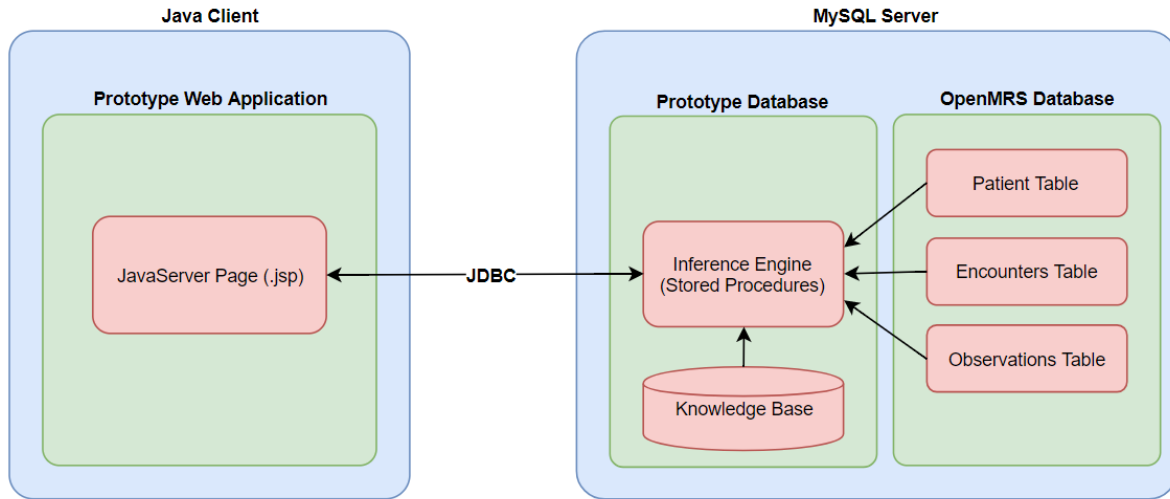 Java Client
MySQL Server
Prototype Web Application
Prototype Database
OpenMRS Database
JavaServer Page (.jsp)
JDBC
Inference Engine
(Stored Procedures)
Knowledge Base
Patient Table
Encounters Table
Observations Table